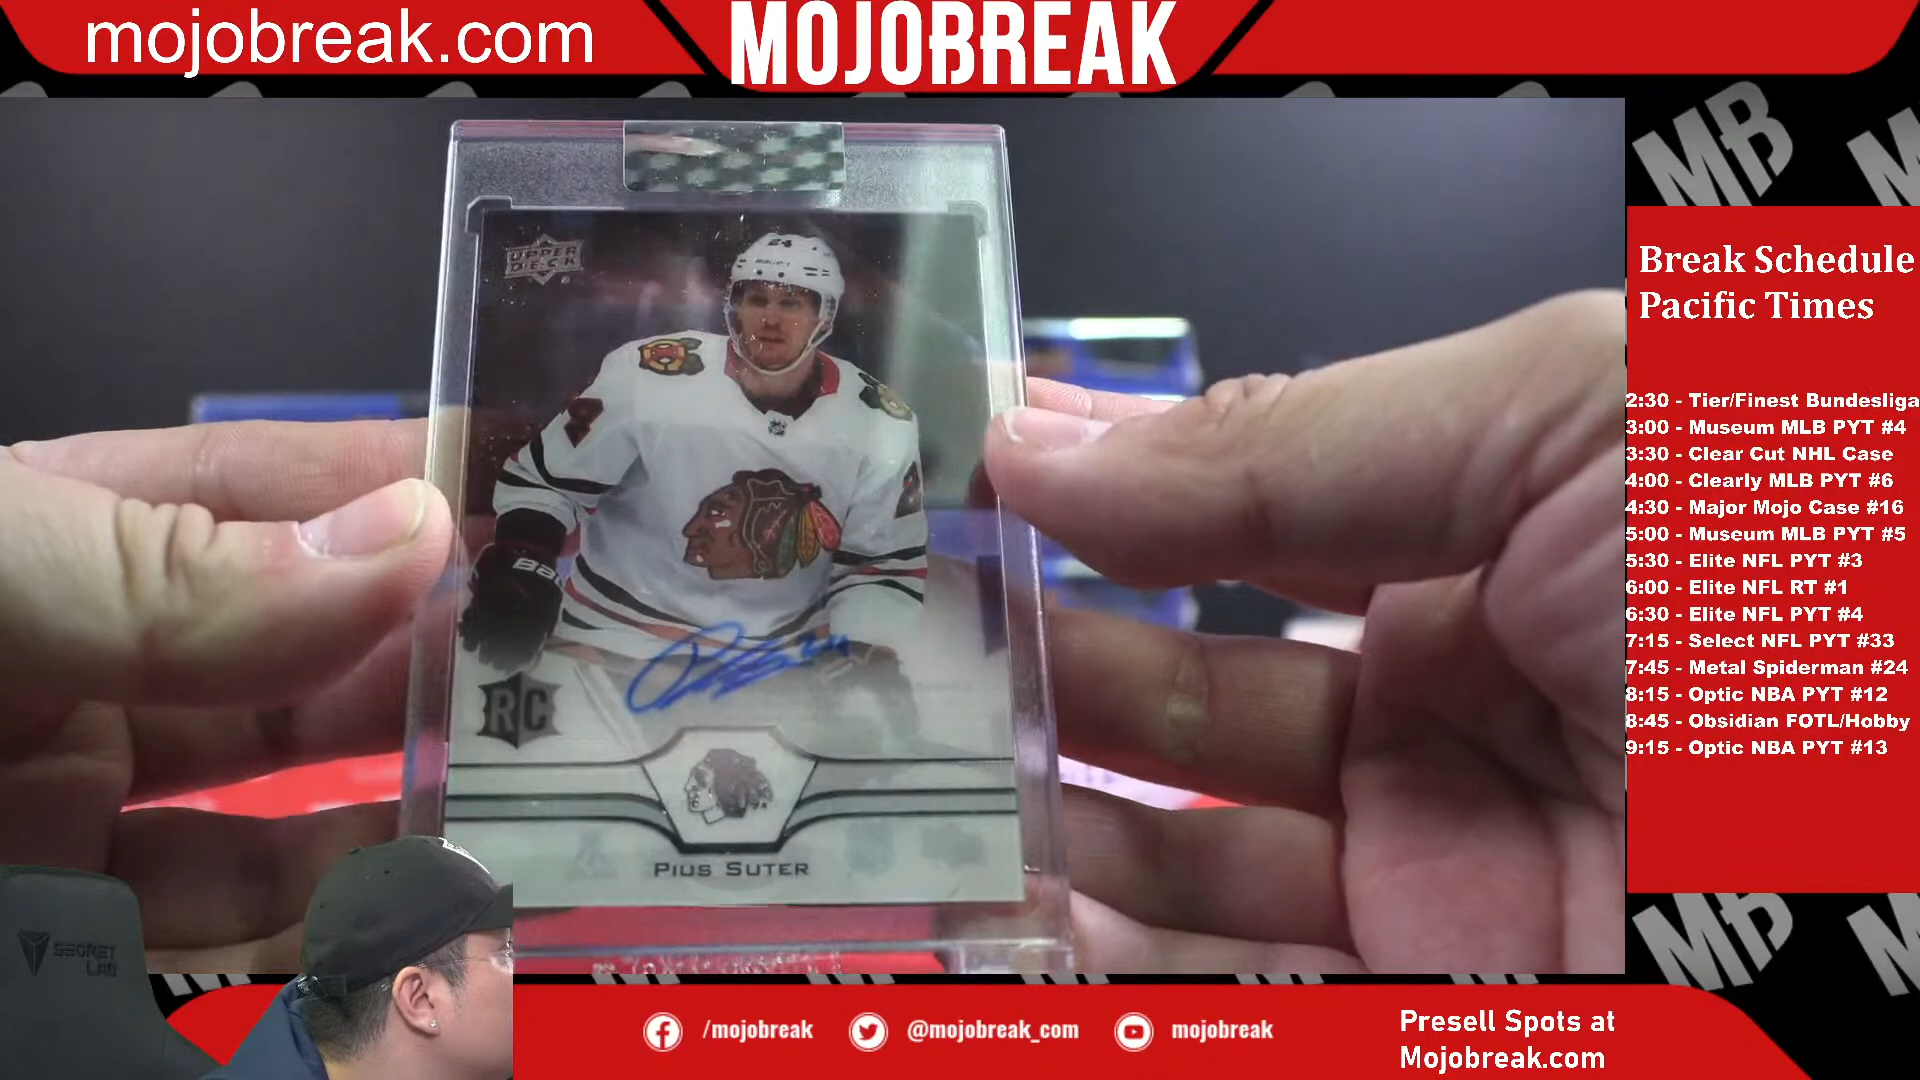 mojobreak.com
MOJOBREAK
MB
Break Schedule
Pacific Times
2:30 - Tier/Finest Bundesliga
3:00 - Museum MLB PYT #4
3:30 - Clear Cut NHL Case
4:00 - Clearly MLB PYT #6
4:30 - Major Mojo Case #16
5:00 - Museum MLB PYT #5
5:30 - Elite NFL PYT #3
6:00 - Elite NFL RT #1
6:30 - Elite NFL PYT #4
7:15 - Select NFL PYT #33
7:45 - Metal Spiderman #24
8:15 - Optic NBA PYT #12
8:45 - Obsidian FOTL/Hobby
9:15 - Optic NBA PYT #13
UPPER
DECK
24
RC
Pius Suter
SECRET
LAB
MB
/mojobreak
@mojobreak_com
mojobreak
Presell Spots at
Mojobreak.com